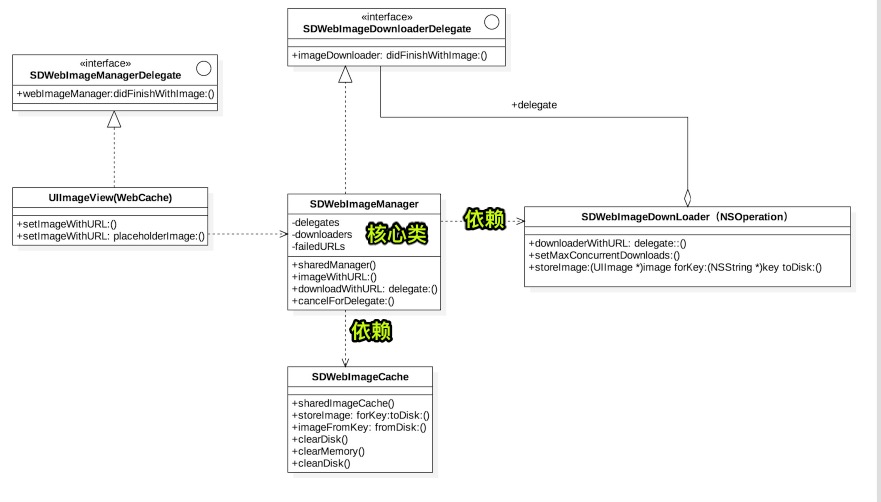 «interface»
SDWebImageDownloaderDelegate
+imageDownloader: didFinishWithImage:()
«interface»
SDWebImageManagerDelegate
+webImageManager:didFinishWithImage:()
+delegate
UIImageView(WebCache)
+setImageWithURL:()
+setImageWithURL: placeholderImage:()
SDWebImageManager
-delegates
-downloaders
-failedURLs
核心类
+sharedManager()
+imageWithURL:()
+downloadWithURL: delegate:()
+cancelForDelegate:()
依赖
SDWebImageDownLoader（NSOperation）
+downloaderWithURL: delegate::()
+setMaxConcurrentDownloads:()
+storeImage:(UIImage *)image forKey:(NSString *)key toDisk:()
依赖
SDWebImageCache
+sharedImageCache()
+storeImage: forKey:toDisk:()
+imageFromKey: fromDisk:()
+clearDisk()
+clearMemory()
+cleanDisk()